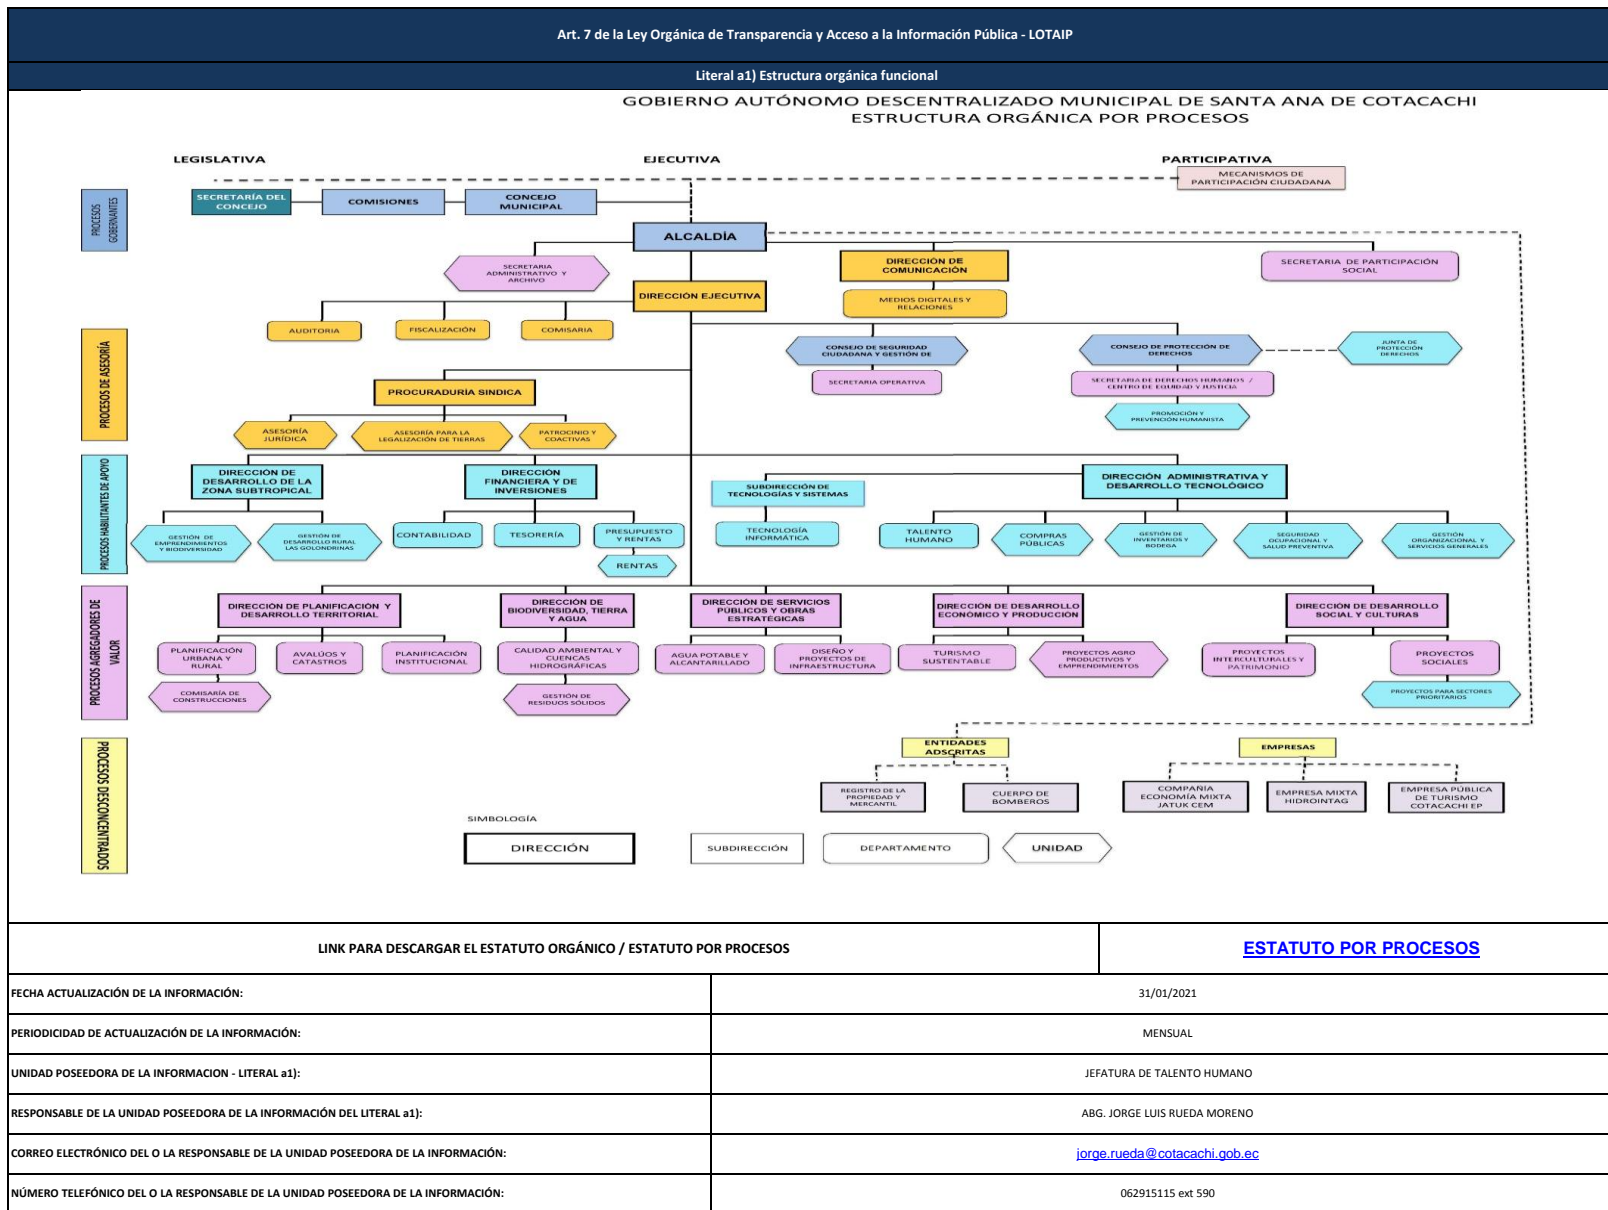 Art. 7 de la Ley Orgánica de Transparencia y Acceso a la Información Pública - LOTAIP
Literal a1) Estructura orgánica funcional
GOBIERNO AUTÓNOMO DESCENTRALIZADO MUNICIPAL DE SANTA ANA DE COTACACHI
ESTRUCTURA ORGÁNICA POR PROCESOS
LEGISLATIVA
EJECUTIVA
PARTICIPATIVA
MECANISMOS DE
PARTICIPACIÓN CIUDADANA
PROCESOS
GOBERNANTES
SECRETARÍA DEL
CONCEJO
COMISIONES
CONCEJO
MUNICIPAL
ALCALDÍA
SECRETARIA
ADMINISTRATIVO Y
ARCHIVO
DIRECCIÓN DE
COMUNICACIÓN
SECRETARIA DE PARTICIPACIÓN
SOCIAL
DIRECCIÓN EJECUTIVA
MEDIOS DIGITALES Y
RELACIONES
PROCESOS DE ASESORÍA
AUDITORIA
FISCALIZACIÓN
COMISARIA
CONSEJO DE SEGURIDAD
CIUDADANA Y GESTIÓN DE
CONSEJO DE PROTECCIÓN DE
DERECHOS
JUNTA DE
PROTECCIÓN
DERECHOS
SECRETARIA OPERATIVA
SECRETARIA DE DERECHOS HUMANOS /
CENTRO DE EQUIDAD Y JUSTICIA
PROCURADURÍA SINDICA
PROMOCIÓN Y
PREVENCIÓN HUMANISTA
ASESORÍA
JURÍDICA
ASESORÍA PARA LA
LEGALIZACIÓN DE TIERRAS
PATROCINIO Y
COACTIVAS
PROCESOS HABILITANTES DE APOYO
DIRECCIÓN DE
DESARROLLO DE LA
ZONA SUBTROPICAL
DIRECCIÓN
FINANCIERA Y DE
INVERSIONES
SUBDIRECCIÓN DE
TECNOLOGÍAS Y SISTEMAS
DIRECCIÓN ADMINISTRATIVA Y
DESARROLLO TECNOLÓGICO
GESTIÓN DE
EMPRENDIMIENTOS
Y BIODIVERSIDAD
GESTIÓN DE
DESARROLLO RURAL
LAS GOLONDRINAS
CONTABILIDAD
TESORERÍA
PRESUPUESTO
Y RENTAS
RENTAS
TECNOLOGÍA
INFORMÁTICA
TALENTO
HUMANO
COMPRAS
PÚBLICAS
GESTIÓN DE
INVENTARIOS Y
BODEGA
SEGURIDAD
OCUPACIONAL Y
SALUD PREVENTIVA
GESTIÓN
ORGANIZACIONAL Y
SERVICIOS GENERALES
PROCESOS AGREGADORES DE
VALOR
DIRECCIÓN DE PLANIFICACIÓN Y
DESARROLLO TERRITORIAL
DIRECCIÓN DE
BIODIVERSIDAD, TIERRA
Y AGUA
DIRECCIÓN DE SERVICIOS
PÚBLICOS Y OBRAS
ESTRATÉGICAS
DIRECCIÓN DE DESARROLLO
ECONÓMICO Y PRODUCCIÓN
DIRECCIÓN DE DESARROLLO
SOCIAL Y CULTURAS
PLANIFICACIÓN
URBANA Y
RURAL
AVALÚOS Y
CATASTROS
PLANIFICACIÓN
INSTITUCIONAL
CALIDAD AMBIENTAL Y
CUENCAS
HIDROGRÁFICAS
AGUA POTABLE Y
ALCANTARILLADO
DISEÑO Y
PROYECTOS DE
INFRAESTRUCTURA
TURISMO
SUSTENTABLE
PROYECTOS AGRO
PRODUCTIVOS Y
EMPRENDIMIENTOS
PROYECTOS
INTERCULTURALES Y
PATRIMONIO
PROYECTOS
SOCIALES
COMISARÍA DE
CONSTRUCCIONES
GESTIÓN DE
RESIDUOS SÓLIDOS
PROYECTOS PARA SECTORES
PRIORITARIOS
PROCESOS DESCONCENTRADOS
ENTIDADES
ADSCRITAS
EMPRESAS
REGISTRO DE LA
PROPIEDAD Y
MERCANTIL
CUERPO DE
BOMBEROS
COMPAÑIA
ECONOMÍA MIXTA
JATUK CEM
EMPRESA MIXTA
HIDROINTAG
EMPRESA PÚBLICA
DE TURISMO
COTACACHI EP
SIMBOLOGÍA
DIRECCIÓN
SUBDIRECCIÓN
DEPARTAMENTO
UNIDAD
LINK PARA DESCARGAR EL ESTATUTO ORGÁNICO / ESTATUTO POR PROCESOS
ESTATUTO POR PROCESOS
FECHA ACTUALIZACIÓN DE LA INFORMACIÓN:
31/01/2021
PERIODICIDAD DE ACTUALIZACIÓN DE LA INFORMACIÓN:
MENSUAL
UNIDAD POSEEDORA DE LA INFORMACION - LITERAL a1):
JEFATURA DE TALENTO HUMANO
RESPONSABLE DE LA UNIDAD POSEEDORA DE LA INFORMACIÓN DEL LITERAL a1):
ABG. JORGE LUIS RUEDA MORENO
CORREO ELECTRÓNICO DEL O LA RESPONSABLE DE LA UNIDAD POSEEDORA DE LA INFORMACIÓN:
jorge.rueda@cotacachi.gob.ec
NÚMERO TELEFÓNICO DEL O LA RESPONSABLE DE LA UNIDAD POSEEDORA DE LA INFORMACIÓN:
062915115 ext 590